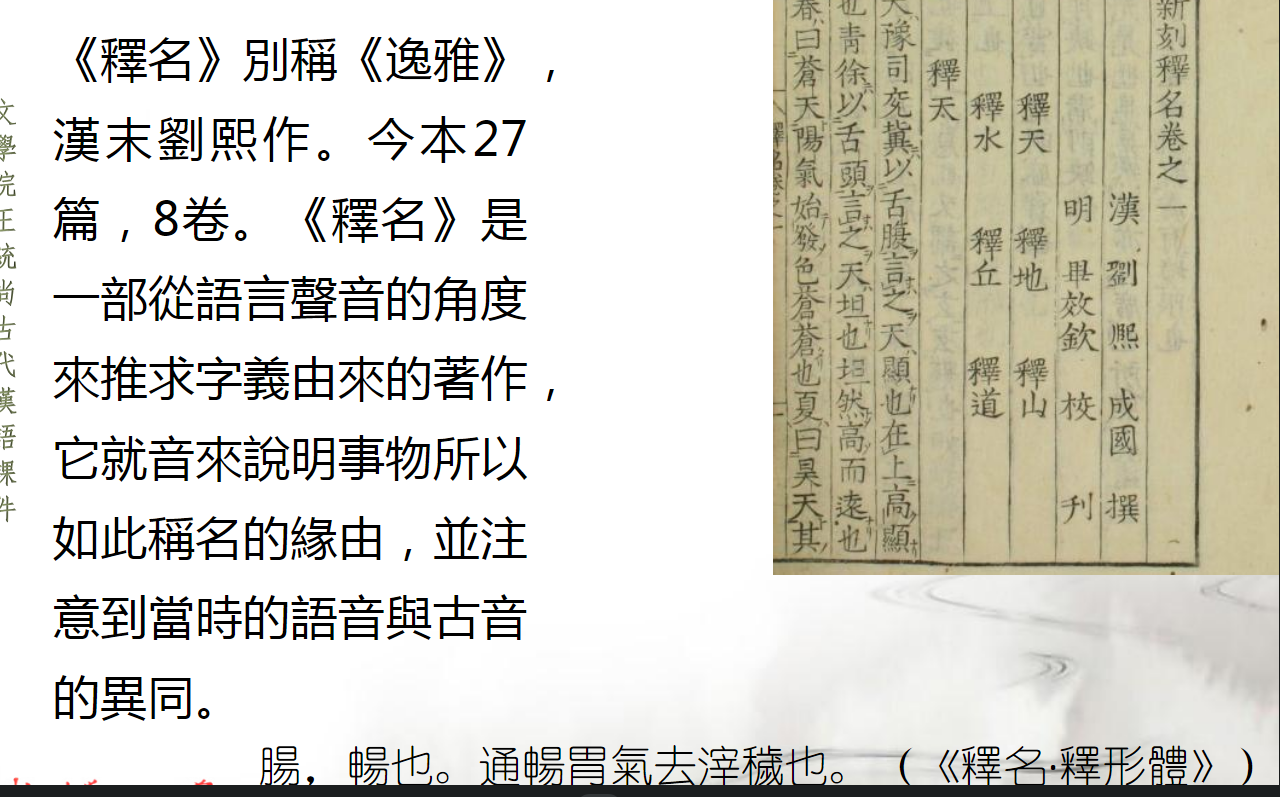 《釋名》別稱《逸雅》，
漢末劉熙作。今本27
篇，8卷。《釋名》是
一部從語言聲音的角度
來推求字義由來的著作，
它就音來說明事物所以
如此稱名的緣由，並注
意到當時的語音與古音
的異同。
腸，暢也。通暢胃氣去滓穢也。（《釋名·釋形體》)
新刻釋名卷之一
漢 劉熙成國 撰
明 畢效欽 校 刋
釋天 釋地 釋山
釋水 釋丘 釋道
釋天
天豫司兖冀以舌腹言之天顯也在上高顯
也靑徐以舌頭言之天坦也坦然高而遠也
春曰蒼天陽氣始發色蒼蒼也夏曰昊天其
文學院王統尚古代漢語課件